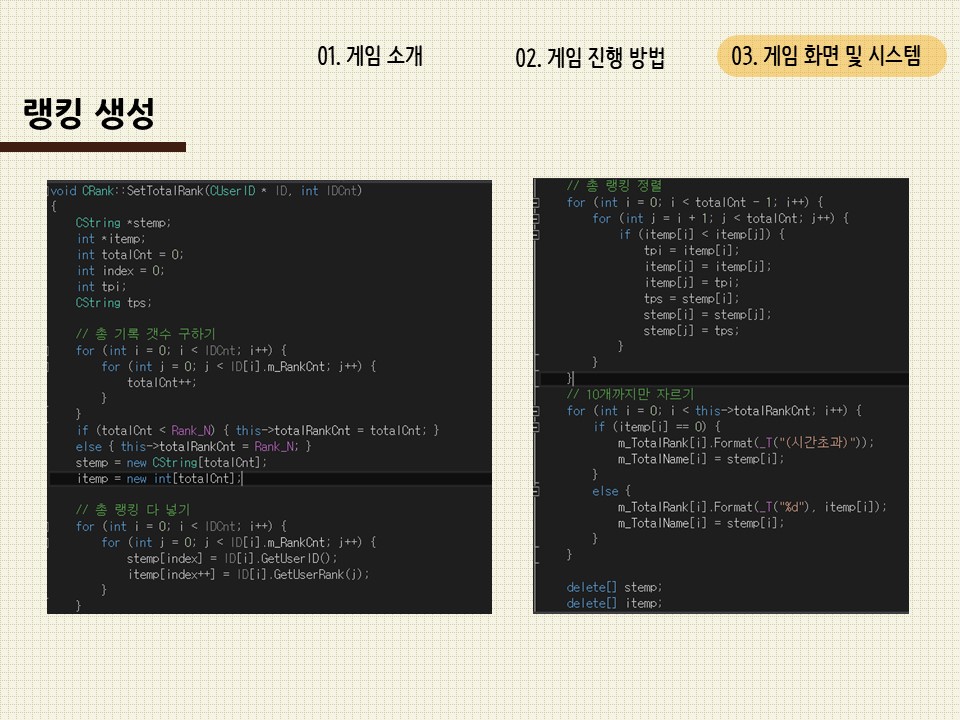 01. 게임 소개
02. 게임 진행 방법
03. 게임 화면 및 시스템
랭킹 생성
void CRank::SetTotalRank(CUserID * ID, int IDCnt)
{
CString *stemp;
int *itemp;
int totalCnt = 0;
int index = 0;
int tpi;
CString tps;
// 총 기록 갯수 구하기
for (int i = 0; i < IDCnt; i++) {
for (int j = 0; j < ID[i].m_RankCnt; j++) {
totalCnt++;
}
}
if (totalCnt < Rank_N) { this->totalRankCnt = totalCnt; }
else { this->totalRankCnt = Rank_N; }
stemp = new CString[totalCnt];
itemp = new int[totalCnt];
// 총 랭킹 다 넣기
for (int i = 0; i < IDCnt; i++) {
for (int j = 0; j < ID[i].m_RankCnt; j++) {
stemp[index] = ID[i].GetUserID();
itemp[index++] = ID[i].GetUserRank(j);
}
}
// 총 랭킹 정렬
for (int i = 0; i < totalCnt - 1; i++) {
for (int j = i + 1; j < totalCnt; j++) {
if (itemp[i] < itemp[j]) {
tpi = itemp[i];
itemp[i] = itemp[j];
itemp[j] = tpi;
tps = stemp[i];
stemp[i] = stemp[j];
stemp[j] = tps;
}
}
}
// 10개까지만 자르기
for (int i = 0; i < this->totalRankCnt; i++) {
if (itemp[i] == 0) {
m_TotalRank[i].Format(_T("(시간초과)"));
m_TotalName[i] = stemp[i];
}
else {
m_TotalRank[i].Format(_T("%d"), itemp[i]);
m_TotalName[i] = stemp[i];
}
}
delete[] stemp;
delete[] itemp;